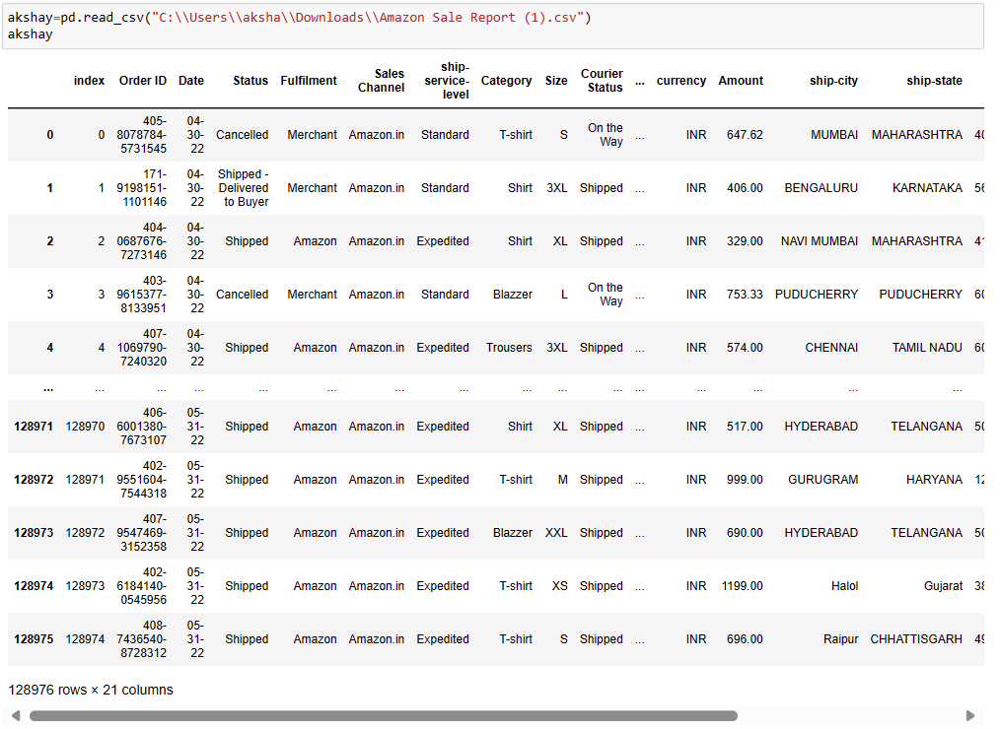 akshay=pd.read_csv("C:\\Users\\aksha\\Downloads\\Amazon Sale Report (1).csv")
akshay
index Order ID Date Status Fulfilment Sales Channel ship-service-level Category Size Courier Status ... currency Amount ship-city ship-state
0 0 405-8078784-5731545 04-30-22 Cancelled Merchant Amazon.in Standard T-shirt S On the Way ... INR 647.62 MUMBAI MAHARASHTRA 40
1 1 171-9198151-1101146 04-30-22 Shipped - Delivered to Buyer Merchant Amazon.in Standard Shirt 3XL Shipped ... INR 406.00 BENGALURU KARNATAKA 56
2 2 404-0687676-7273146 04-30-22 Shipped Amazon Amazon.in Expedited Shirt XL Shipped ... INR 329.00 NAVI MUMBAI MAHARASHTRA 41
3 3 403-9615377-8133951 04-30-22 Cancelled Merchant Amazon.in Standard Blazzer L On the Way ... INR 753.33 PUDUCHERRY PUDUCHERRY 60
4 4 407-1069790-7240320 04-30-22 Shipped Amazon Amazon.in Expedited Trousers 3XL Shipped ... INR 574.00 CHENNAI TAMIL NADU 60
... ... ... ... ... ... ... ... ... ... ... ... ... ... ... ...
128971 128970 406-6001380-7673107 05-31-22 Shipped Amazon Amazon.in Expedited Shirt XL Shipped ... INR 517.00 HYDERABAD TELANGANA 50
128972 128971 402-9551604-7544318 05-31-22 Shipped Amazon Amazon.in Expedited T-shirt M Shipped ... INR 999.00 GURUGRAM HARYANA 12
128973 128972 407-9547469-3152358 05-31-22 Shipped Amazon Amazon.in Expedited Blazzer XXL Shipped ... INR 690.00 HYDERABAD TELANGANA 50
128974 128973 402-6184140-0545956 05-31-22 Shipped Amazon Amazon.in Expedited T-shirt XS Shipped ... INR 1199.00 Halol Gujarat 38
128975 128974 408-7436540-8728312 05-31-22 Shipped Amazon Amazon.in Expedited T-shirt S Shipped ... INR 696.00 Raipur CHHATTISGARH 49
128976 rows × 21 columns